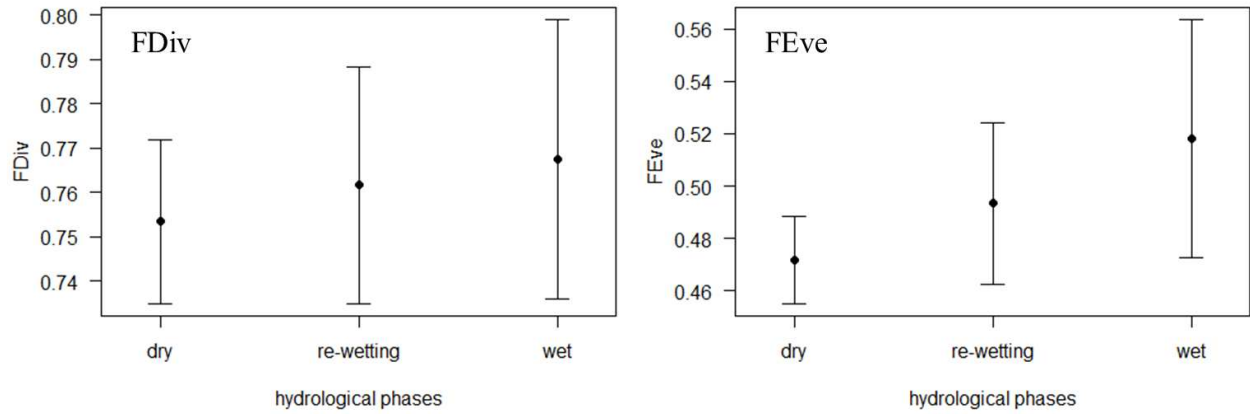 FDiv
FDiv
0.80
0.79
0.78
0.77
0.76
0.75
0.74
dry
re-wetting
wet
hydrological phases
FEve
FEve
0.56
0.54
0.52
0.50
0.48
0.46
dry
re-wetting
wet
hydrological phases